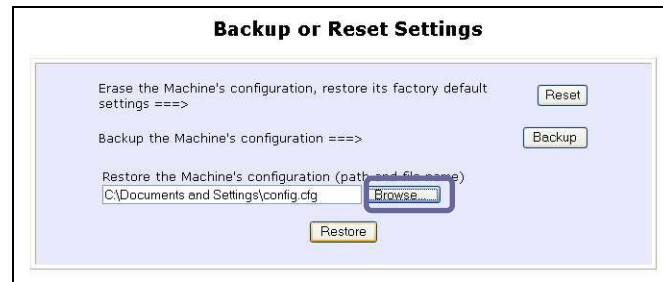 Backup or Reset Settings
Erase the Machine's configuration, restore its factory default
settings ===>
Reset
Backup the Machine's configuration ===>
Backup
Restore the Machine's configuration (path and file name)
C:\Documents and Settings\config.cfg
Browse...
Restore